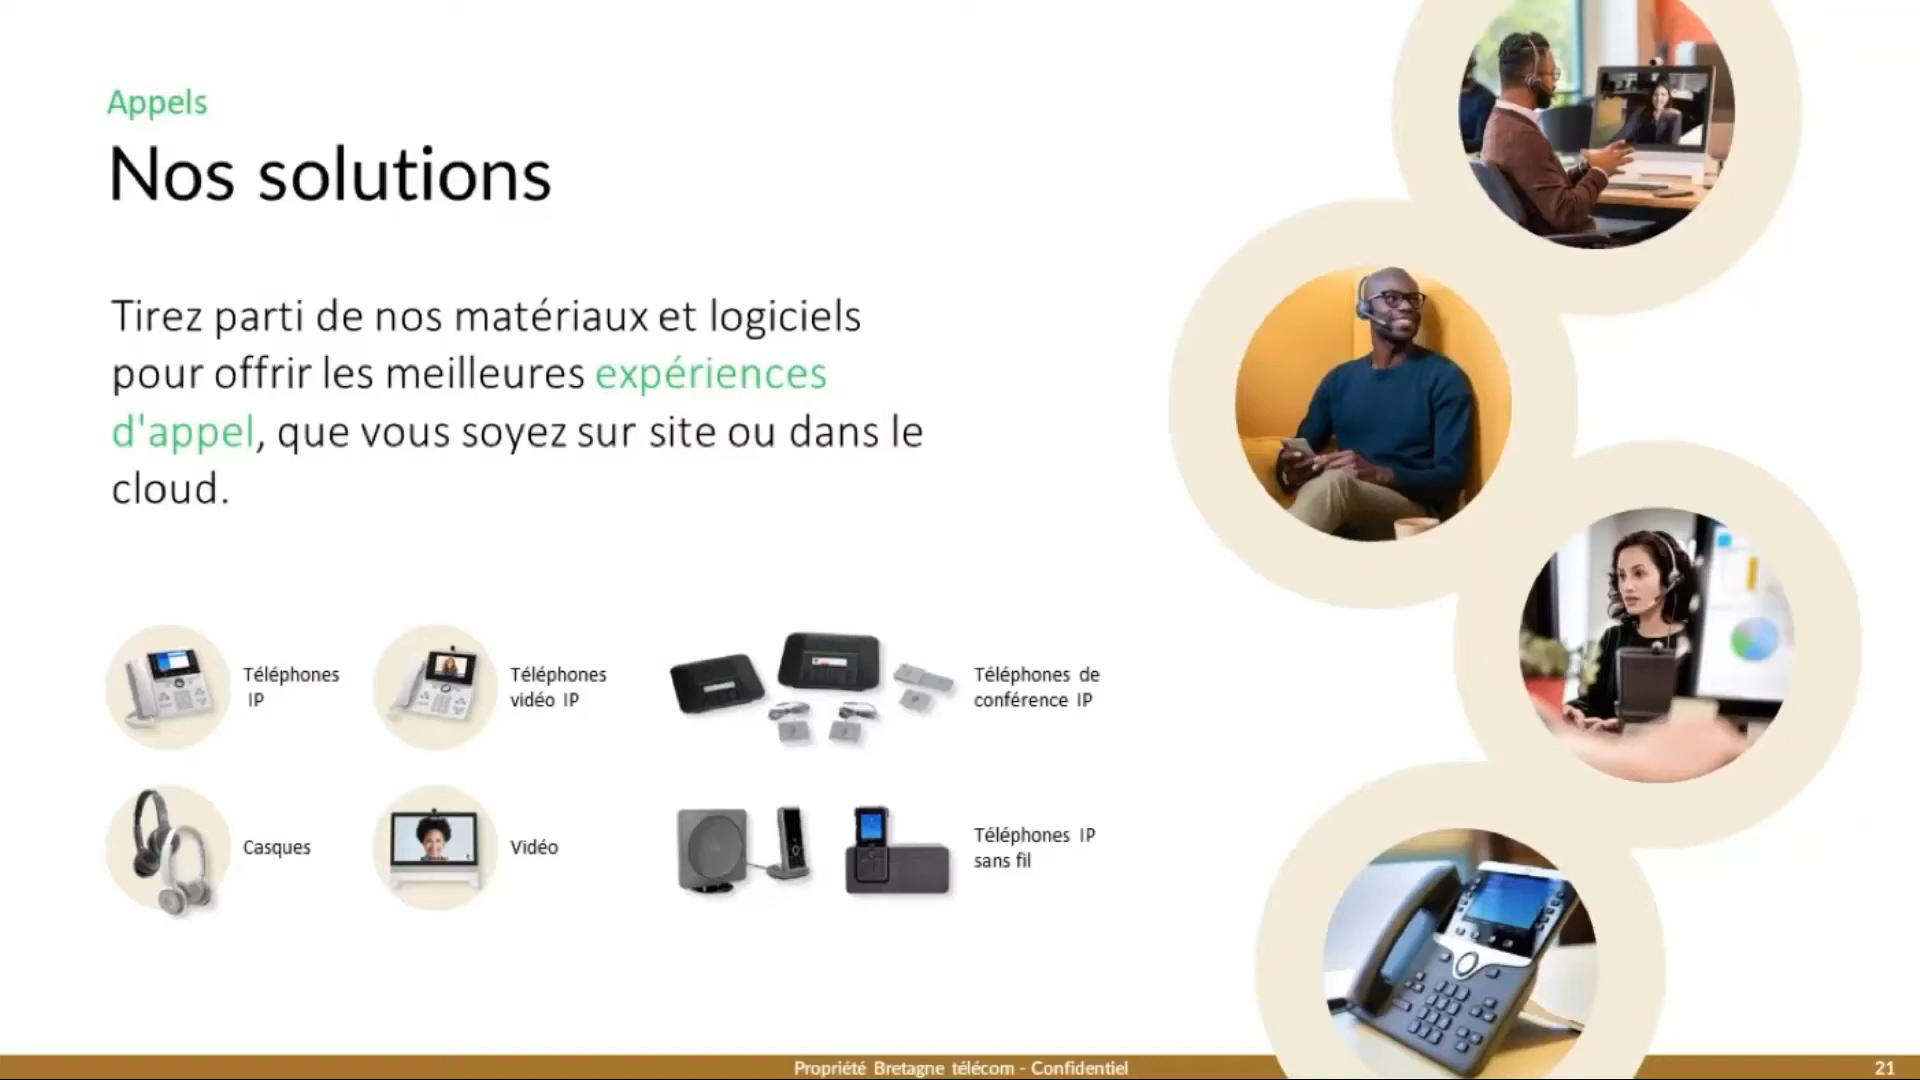 Appels
Nos solutions
Tirez parti de nos matériaux et logiciels
pour offrir les meilleures expériences
d'appel, que vous soyez sur site ou dans le
cloud.
Téléphones
IP
Téléphones
vidéo IP
Téléphones de
conférence IP
Casques
Vidéo
Téléphones IP
sans fil
Propriété Bretagne télécom - Confidentiel
21